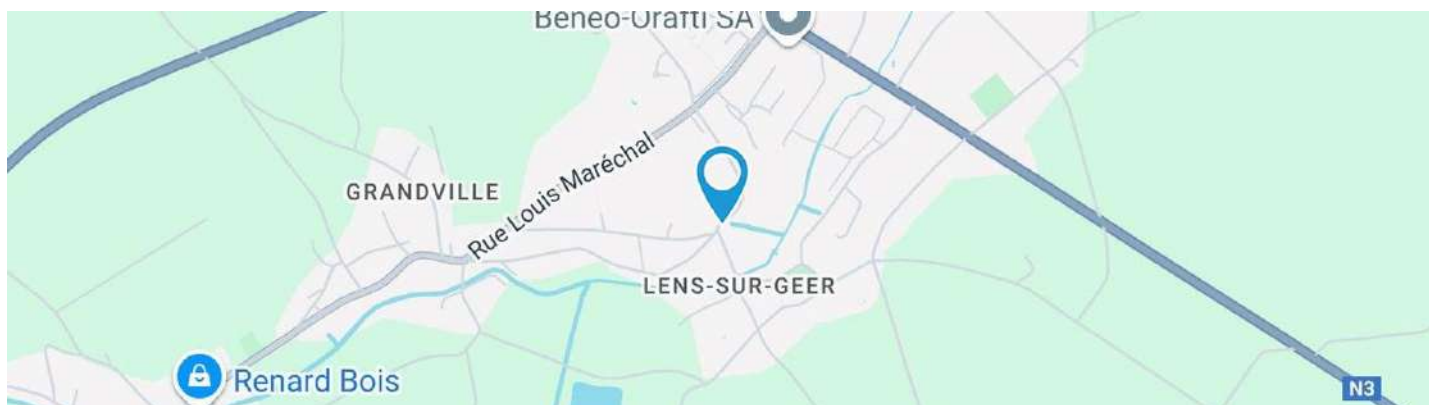 Beneo-Orafti SA
GRANDVILLE
Rue Louis Maréchal
LENS-SUR-GEER
Renard Bois
N3